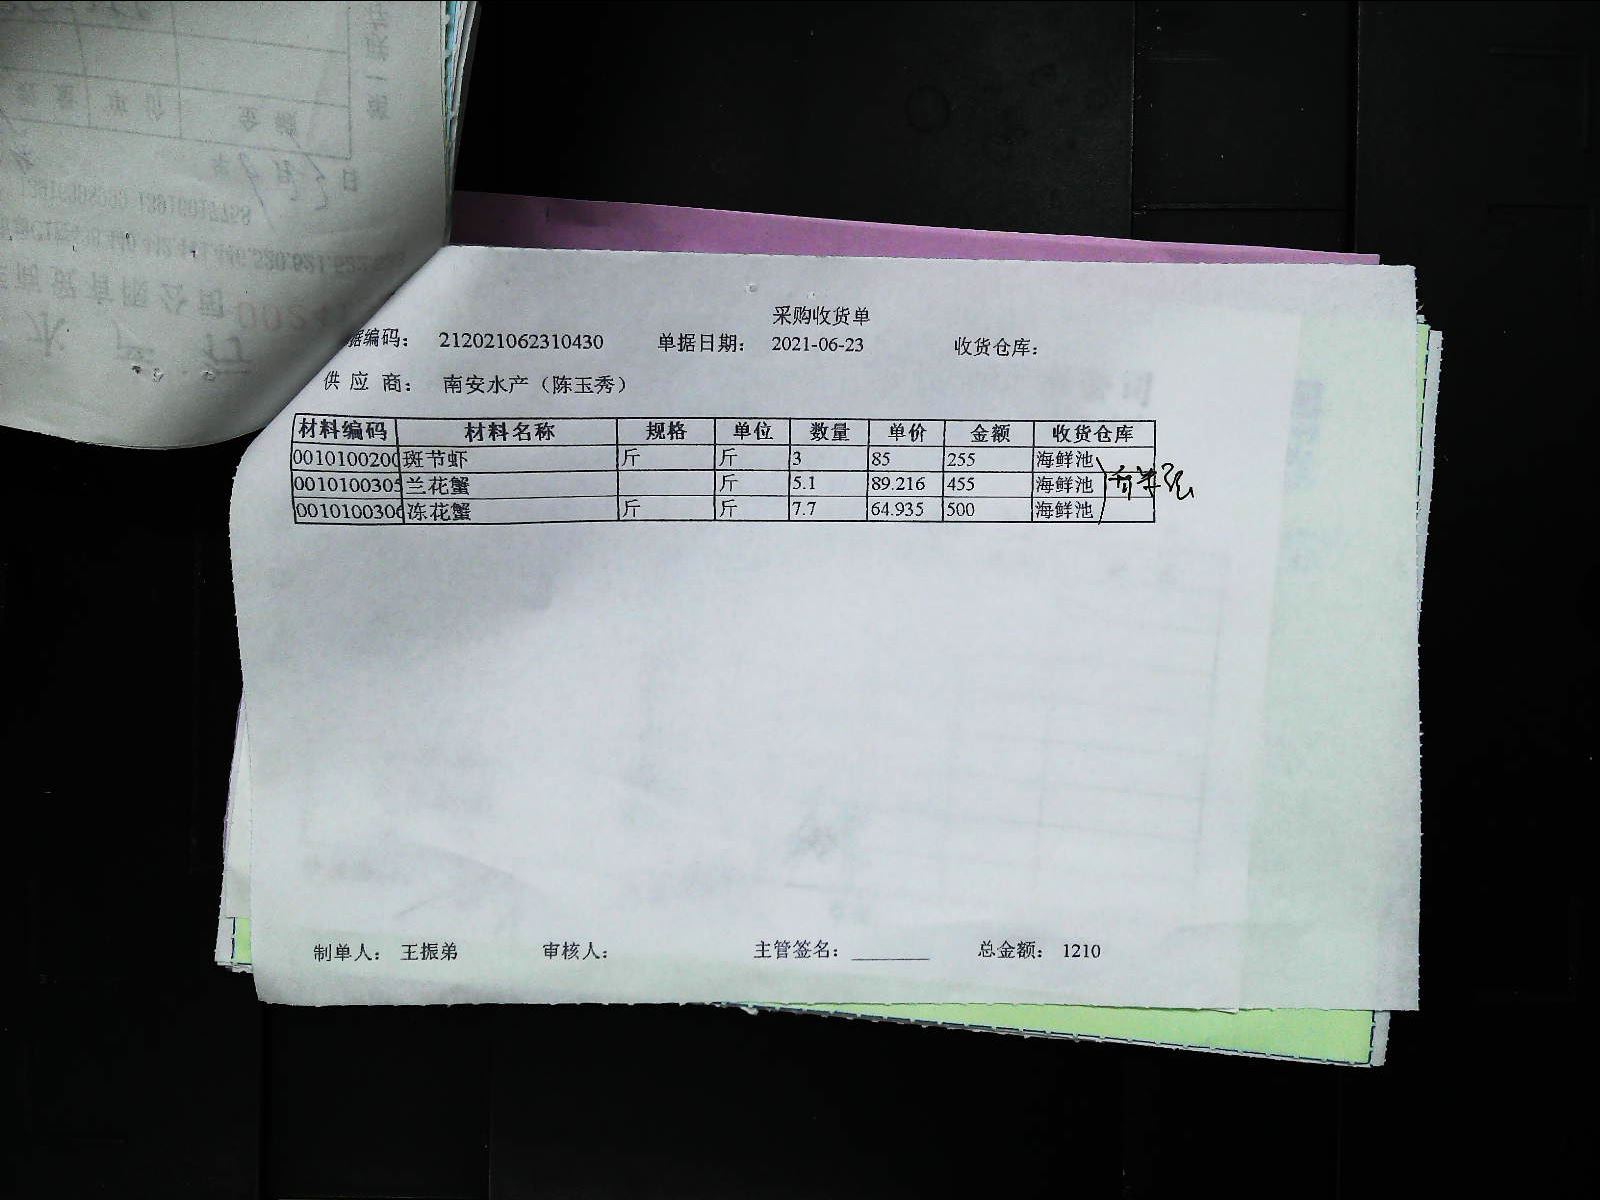 采购收货单
据编码： 212021062310430 单据日期： 2021-06-23 收货仓库：
供 应 商： 南安水产（陈玉秀）
材料编码 材料名称 规格 单位 数量 单价 金额 收货仓库
0010100200 斑节虾 斤 斤 3 85 255 海鲜池
0010100305 兰花蟹 斤 5.1 89.216 455 海鲜池
0010100306 冻花蟹 斤 斤 7.7 64.935 500 海鲜池
制单人： 王振弟 审核人： 主管签名： 总金额： 1210